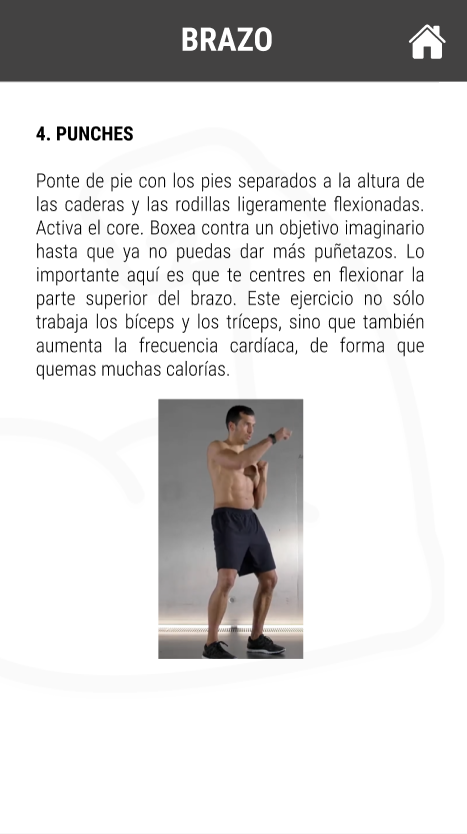 BRAZO
4. PUNCHES
Ponte de pie con los pies separados a la altura de
las caderas y las rodillas ligeramente flexionadas.
Activa el core. Boxea contra un objetivo imaginario
hasta que ya no puedas dar más puñetazos. Lo
importante aquí es que te centres en flexionar la
parte superior del brazo. Este ejercicio no sólo
trabaja los bíceps y los tríceps, sino que también
aumenta la frecuencia cardíaca, de forma que
quemas muchas calorías.